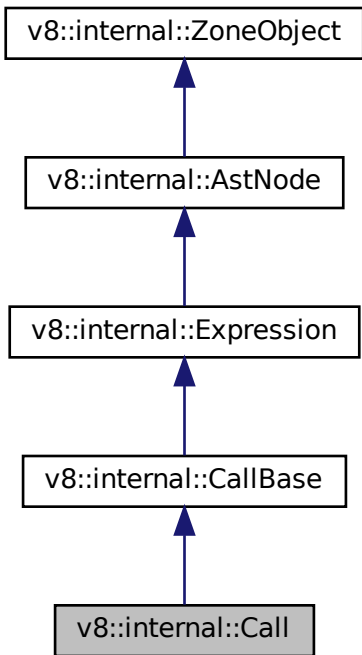 v8::internal::ZoneObject
v8::internal::AstNode
v8::internal::Expression
v8::internal::CallBase
v8::internal::Call